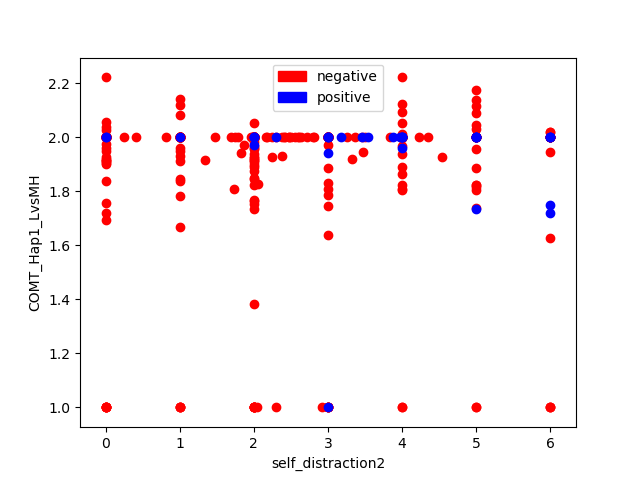 negative
positive
2.2
2.0
1.8
1.6
1.4
1.2
1.0
COMT_Hap1_LvsMH
0 1 2 3 4 5 6
self_distraction2